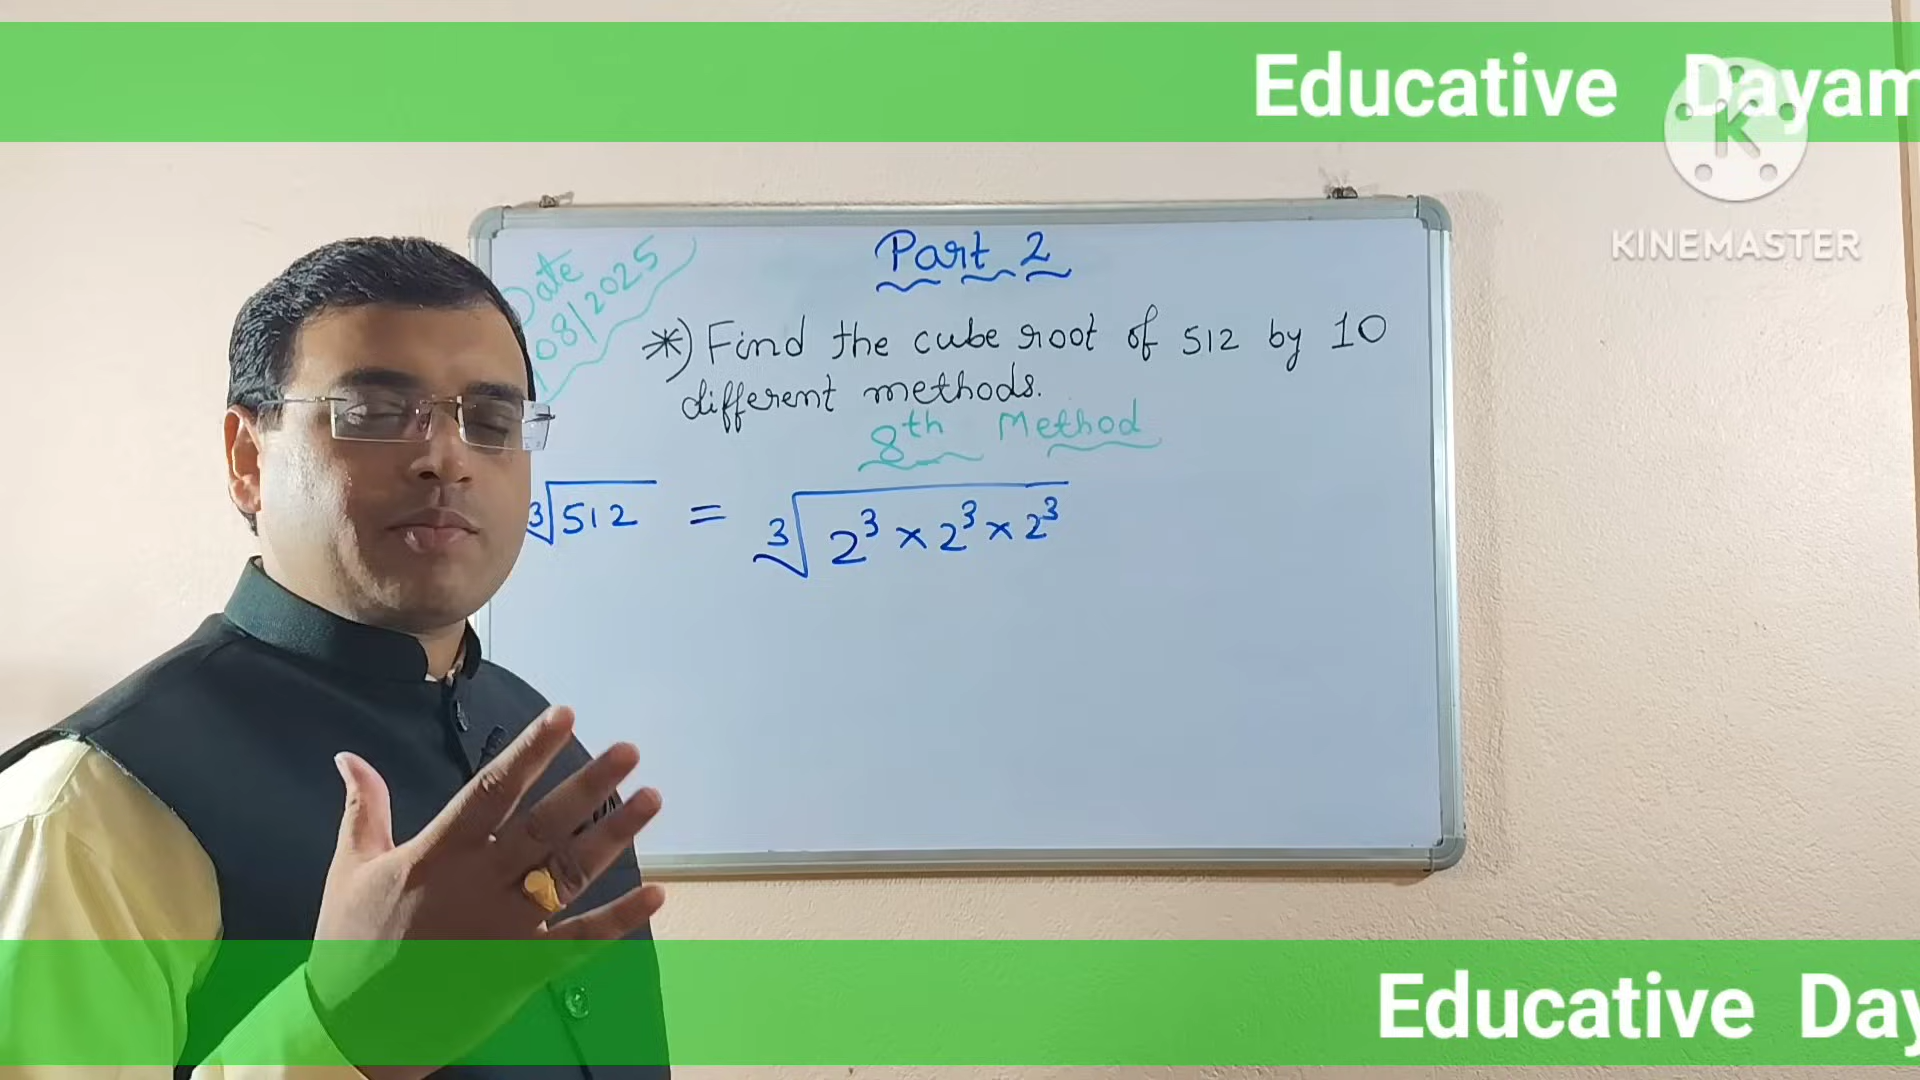 Educative Dayam
K
KINEMASTER
Part 2
Date
08/2025
*) Find the cube root of 512 by 10
different methods.
8th Method
∛512 = ∛2³ × 2³ × 2³
Educative Day